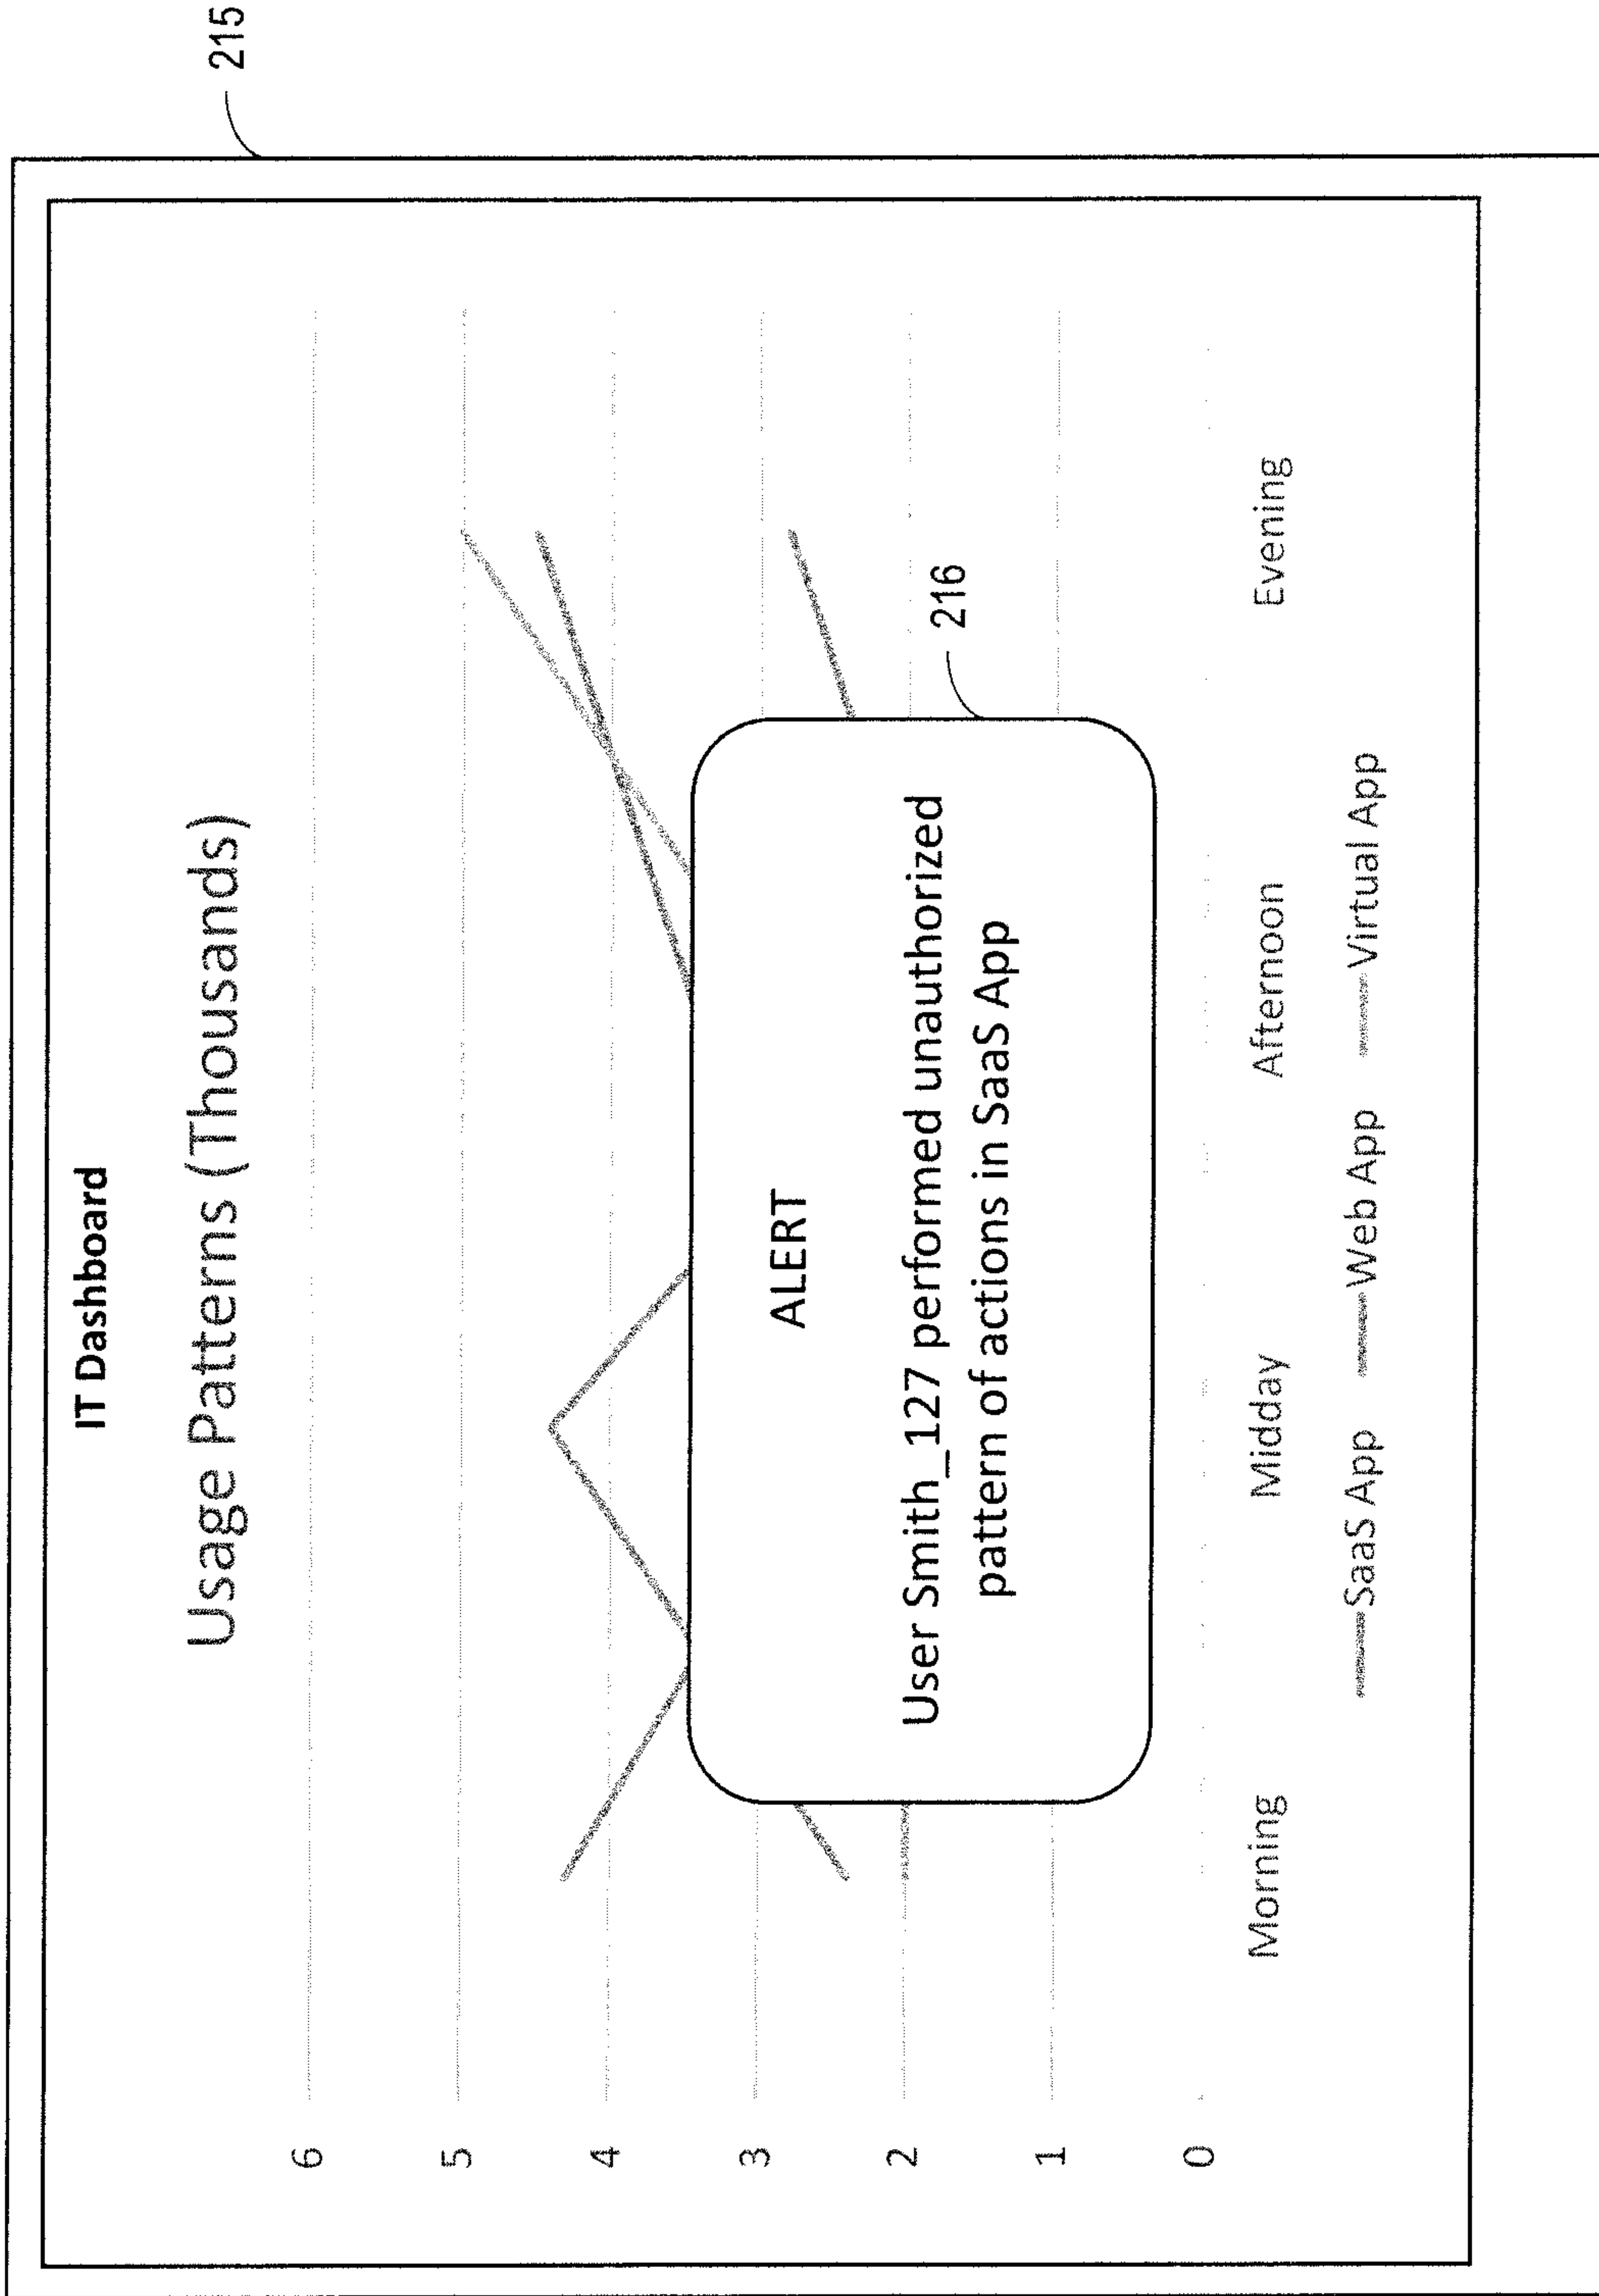 IT Dashboard
215
Usage Patterns (Thousands)
6
5
4
3
2
1
0
ALERT
User Smith_127 performed unauthorized
pattern of actions in SaaS App
216
Morning Midday Afternoon Evening
SaaS App Web App Virtual App